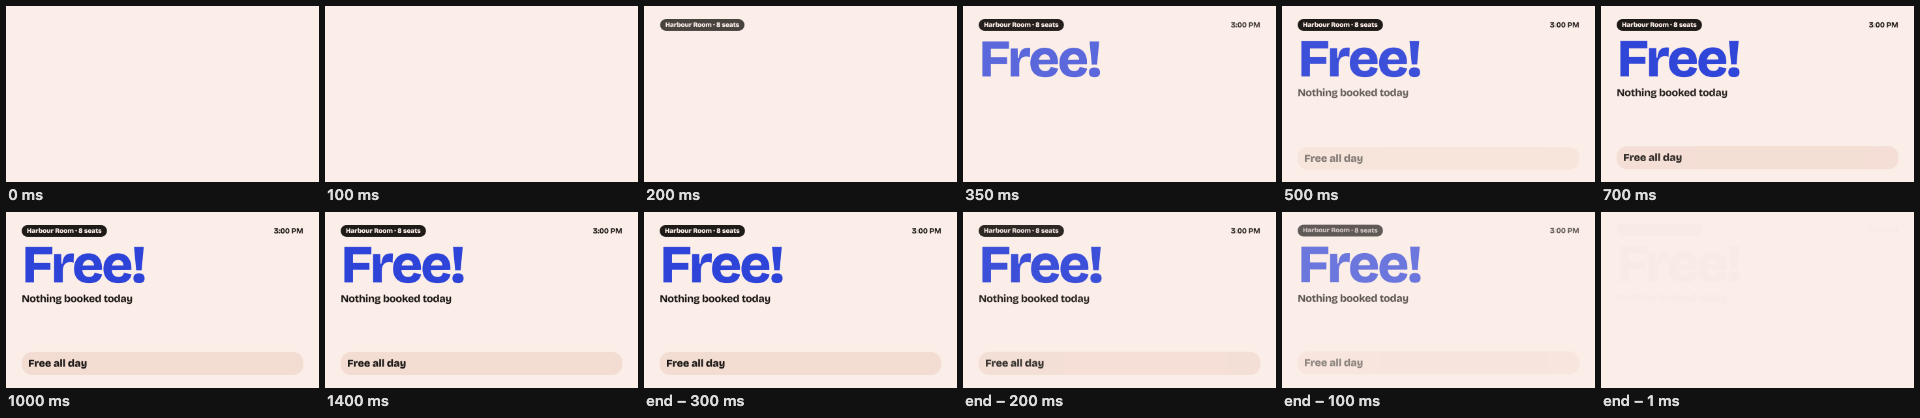 0 ms
100 ms
Harbour Room · 8 seats
200 ms
Harbour Room · 8 seats
3:00 PM
Free!
350 ms
Harbour Room · 8 seats
3:00 PM
Free!
Nothing booked today
Free all day
500 ms
Harbour Room · 8 seats
3:00 PM
Free!
Nothing booked today
Free all day
700 ms
Harbour Room · 8 seats
3:00 PM
Free!
Nothing booked today
Free all day
1000 ms
Harbour Room · 8 seats
3:00 PM
Free!
Nothing booked today
Free all day
1400 ms
Harbour Room · 8 seats
3:00 PM
Free!
Nothing booked today
Free all day
end – 300 ms
Harbour Room · 8 seats
3:00 PM
Free!
Nothing booked today
Free all day
end – 200 ms
Harbour Room · 8 seats
3:00 PM
Free!
Nothing booked today
Free all day
end – 100 ms
Free!
end – 1 ms